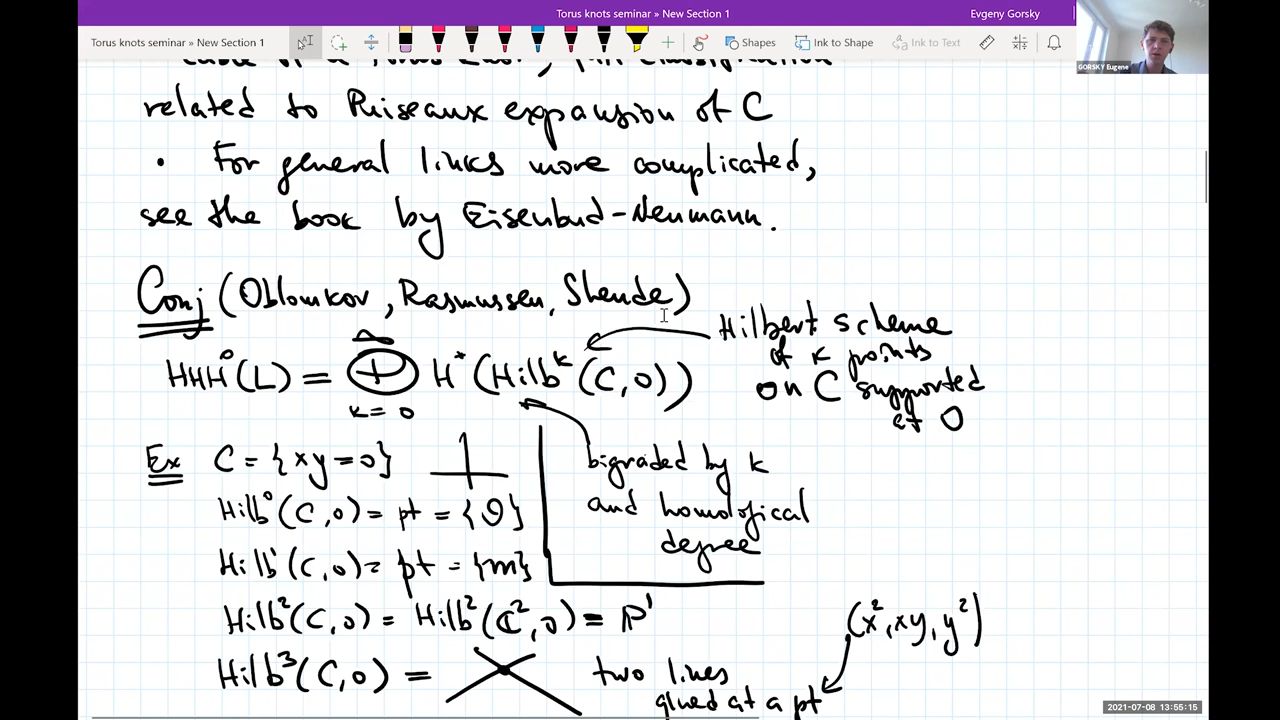 Torus knots seminar » New Section 1
Evgeny Gorsky
Torus knots seminar » New Section 1
Shapes
Ink to Shape
Ink to Text
GORSKY Eugene
related to Puiseaux expansion of C
• For general links more complicated,
see the book by Eisenbud-Neumann.
Conj (Oblomkov, Rasmussen, Shende)
HHH⁰(L) = ⊕_{k=0}^{∞} H*(Hilb^k(C,0))
Hilbert scheme
of k points
on C supported
at 0
Ex C = {xy=0}
bigraded by k
and homological
degree
Hilb⁰(C,0) = pt = {O}
Hilb¹(C,0) = pt = {m}
Hilb²(C,0) = Hilb²(ℂ²,0) = P¹
(x², xy, y²)
Hilb³(C,0) =
two lines
glued at a pt
2021-07-08 13:55:15